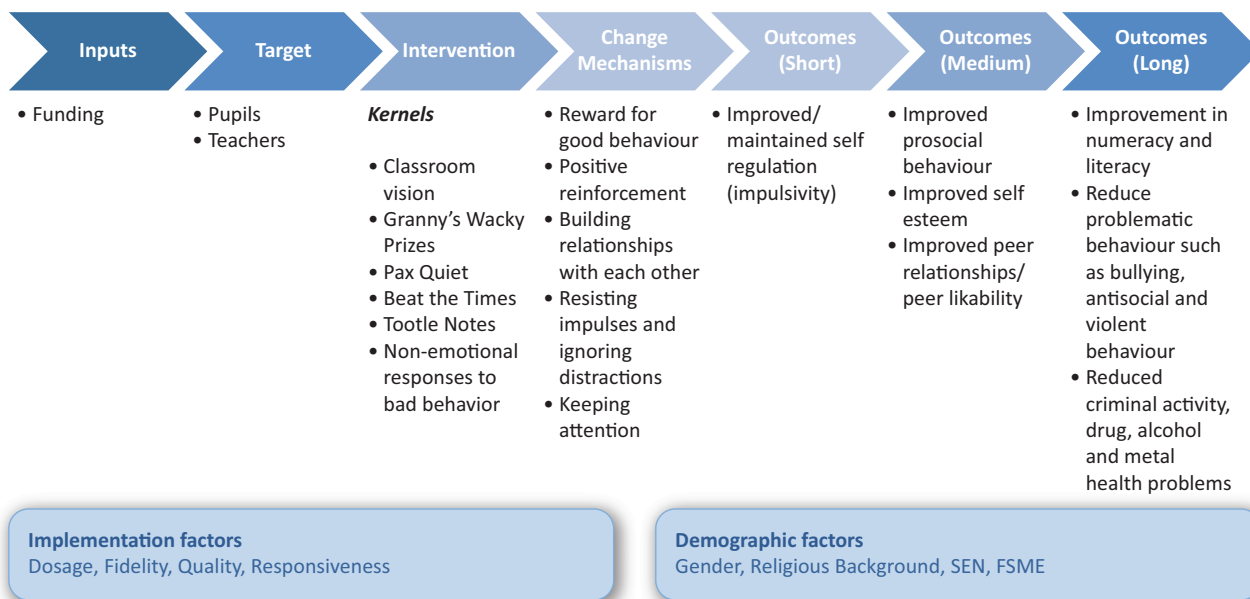 Inputs
Target
Intervention
Change
Mechanisms
Outcomes
(Short)
Outcomes
(Medium)
Outcomes
(Long)
• Funding
• Pupils
• Teachers
Kernels
• Classroom
vision
• Granny's Wacky
Prizes
• Pax Quiet
• Beat the Times
• Tootle Notes
• Non-emotional
responses to
bad behavior
• Reward for
good behaviour
• Positive
reinforcement
• Building
relationships
with each other
• Resisting
impulses and
ignoring
distractions
• Keeping
attention
• Improved/
maintained self
regulation
(impulsivity)
• Improved
prosocial
behaviour
• Improved self
esteem
• Improved peer
relationships/
peer likability
• Improvement in
numeracy and
literacy
• Reduce
problematic
behaviour such
as bullying,
antisocial and
violent
behaviour
• Reduced
criminal activity,
drug, alcohol
and metal
health problems
Implementation factors
Dosage, Fidelity, Quality, Responsiveness
Demographic factors
Gender, Religious Background, SEN, FSME